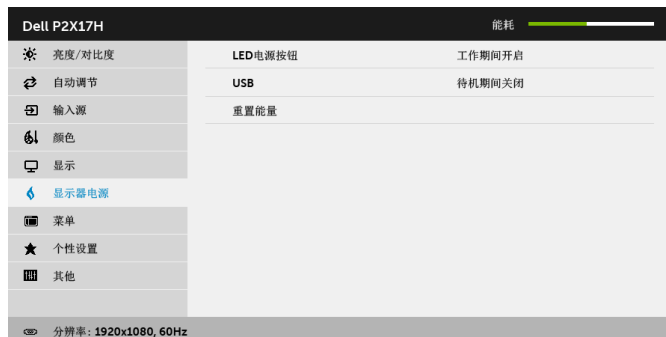 Dell P2X17H 能耗
亮度/对比度 LED电源按钮 工作期间开启
自动调节 USB 待机期间关闭
输入源 重置能量
颜色
显示
显示器电源
菜单
个性设置
其他
分辨率: 1920x1080, 60Hz